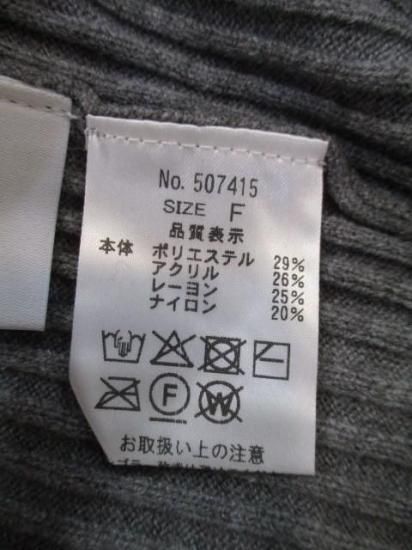 No. 507415
SIZE F
品質表示
本体 ポリエステル 29%
アクリル 26%
レーヨン 25%
ナイロン 20%
F
W
お取扱い上の注意